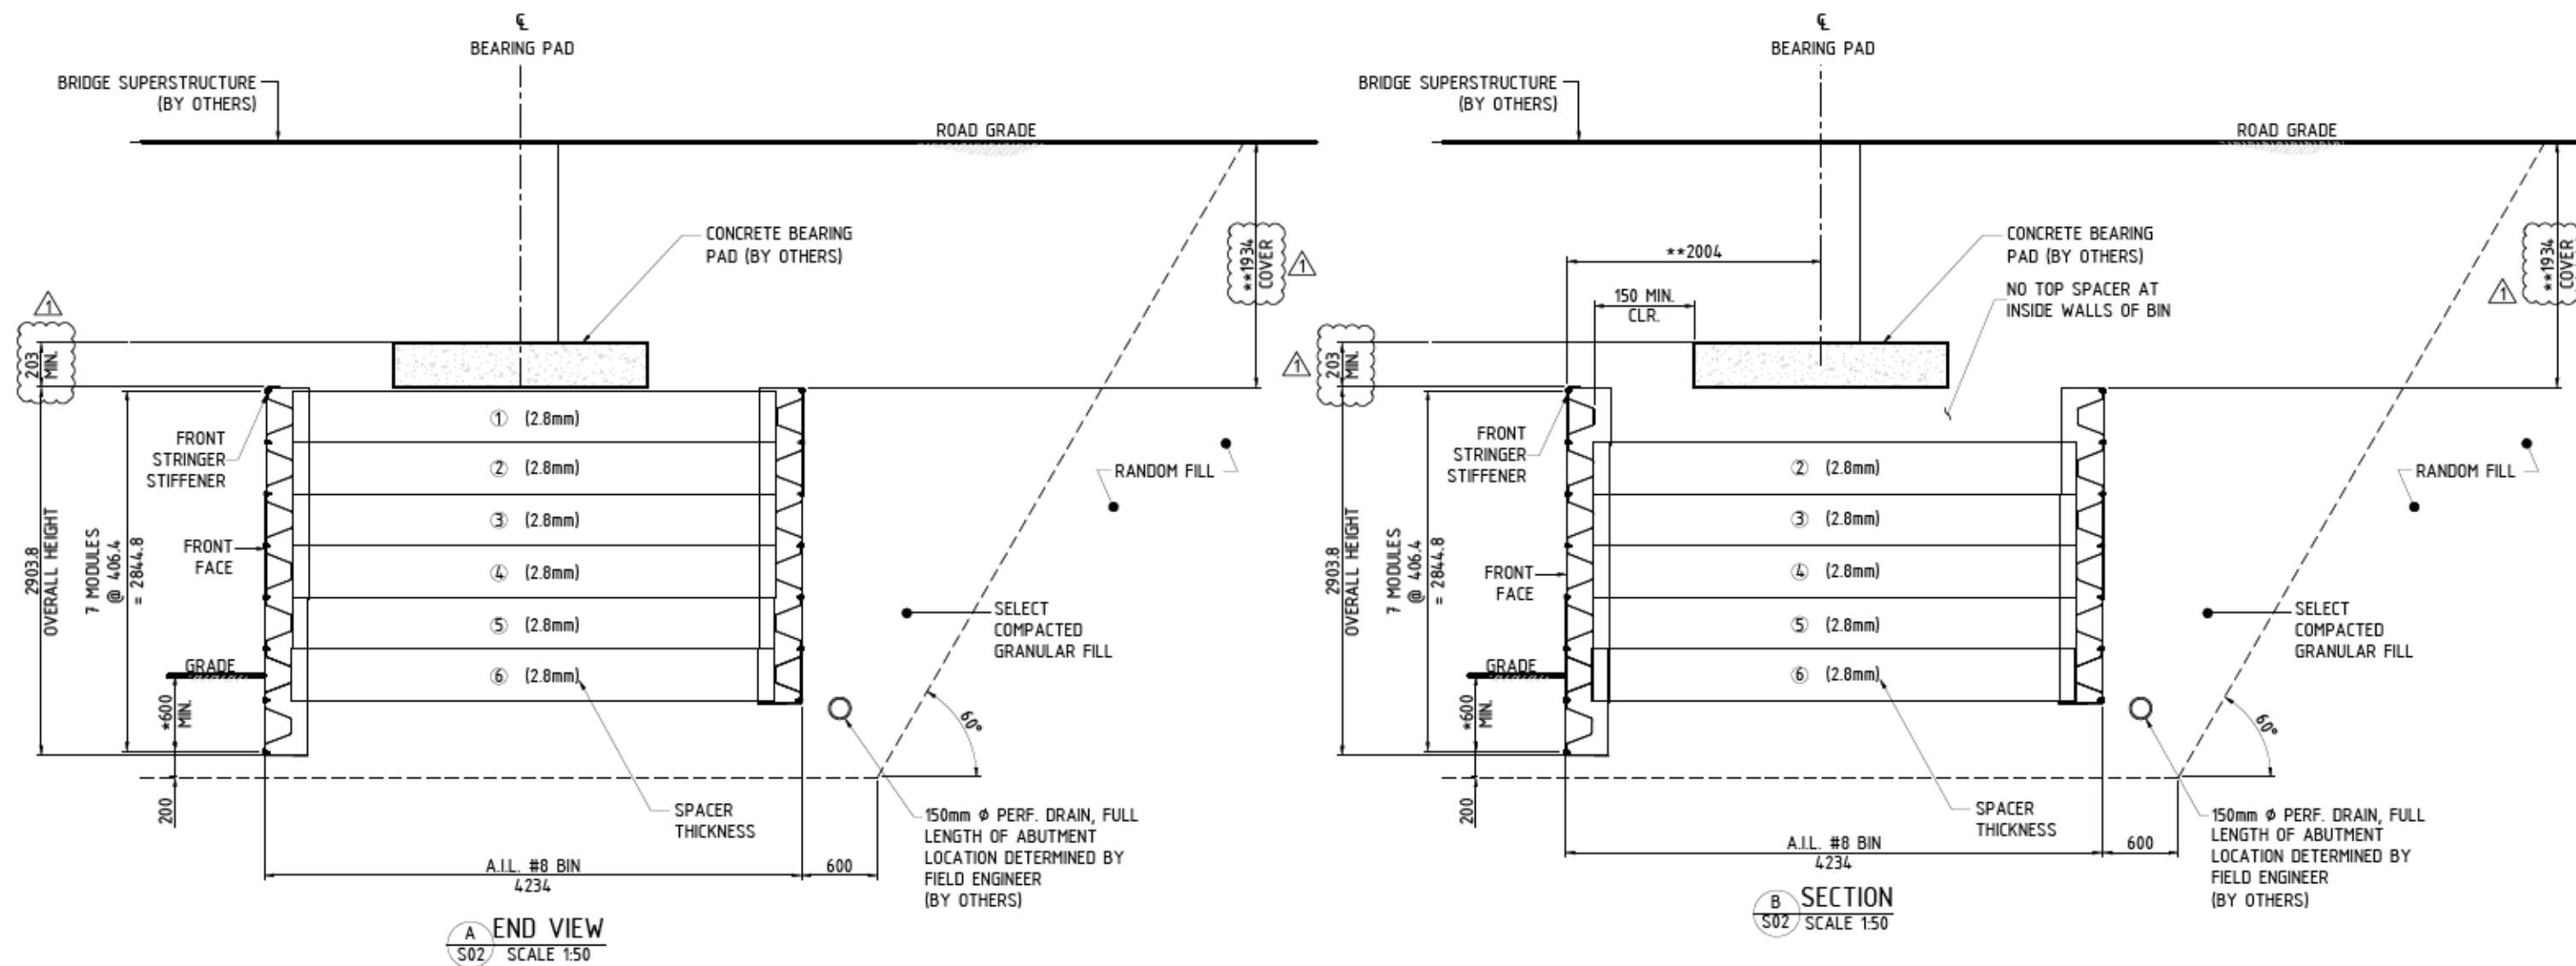 ℄
BEARING PAD
BRIDGE SUPERSTRUCTURE
(BY OTHERS)
ROAD GRADE
CONCRETE BEARING
PAD (BY OTHERS)
**1934
COVER
1
1
203
MIN.
① (2.8mm)
② (2.8mm)
③ (2.8mm)
④ (2.8mm)
⑤ (2.8mm)
⑥ (2.8mm)
FRONT
STRINGER
STIFFENER
FRONT
FACE
2903.8
OVERALL HEIGHT
7 MODULES
@ 406.4
= 2844.8
GRADE
*600
MIN.
200
RANDOM FILL
SELECT
COMPACTED
GRANULAR FILL
60°
SPACER
THICKNESS
150mm Ø PERF. DRAIN, FULL
LENGTH OF ABUTMENT
LOCATION DETERMINED BY
FIELD ENGINEER
(BY OTHERS)
A.I.L. #8 BIN
4234
600
A
S02
END VIEW
SCALE 1:50
℄
BEARING PAD
BRIDGE SUPERSTRUCTURE
(BY OTHERS)
ROAD GRADE
**2004
150 MIN.
CLR.
CONCRETE BEARING
PAD (BY OTHERS)
NO TOP SPACER AT
INSIDE WALLS OF BIN
**1934
COVER
1
1
203
MIN.
② (2.8mm)
③ (2.8mm)
④ (2.8mm)
⑤ (2.8mm)
⑥ (2.8mm)
FRONT
STRINGER
STIFFENER
FRONT
FACE
2903.8
OVERALL HEIGHT
7 MODULES
@ 406.4
= 2844.8
GRADE
*600
MIN.
200
RANDOM FILL
SELECT
COMPACTED
GRANULAR FILL
60°
SPACER
THICKNESS
150mm Ø PERF. DRAIN, FULL
LENGTH OF ABUTMENT
LOCATION DETERMINED BY
FIELD ENGINEER
(BY OTHERS)
A.I.L. #8 BIN
4234
600
B
S02
SECTION
SCALE 1:50